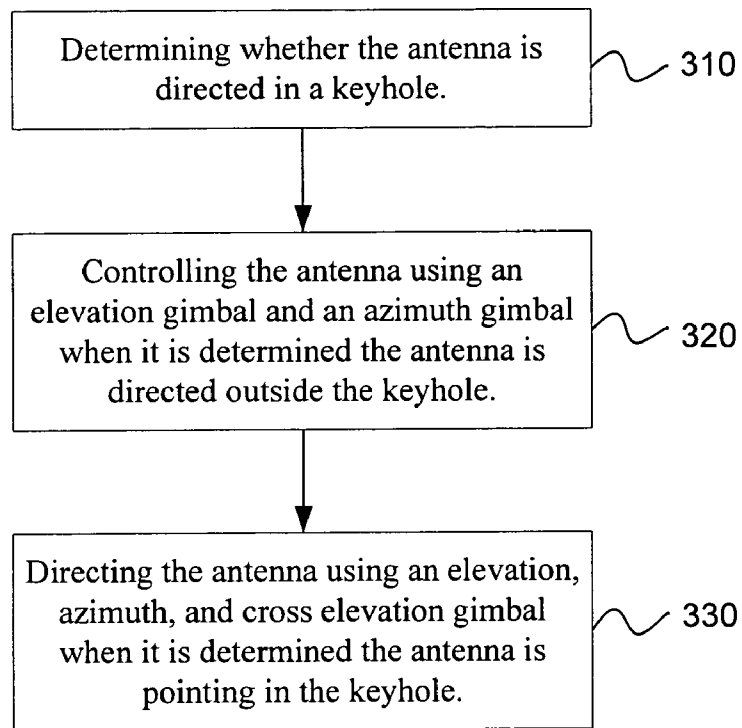 Determining whether the antenna is
directed in a keyhole.
310
Controlling the antenna using an
elevation gimbal and an azimuth gimbal
when it is determined the antenna is
directed outside the keyhole.
320
Directing the antenna using an elevation,
azimuth, and cross elevation gimbal
when it is determined the antenna is
pointing in the keyhole.
330